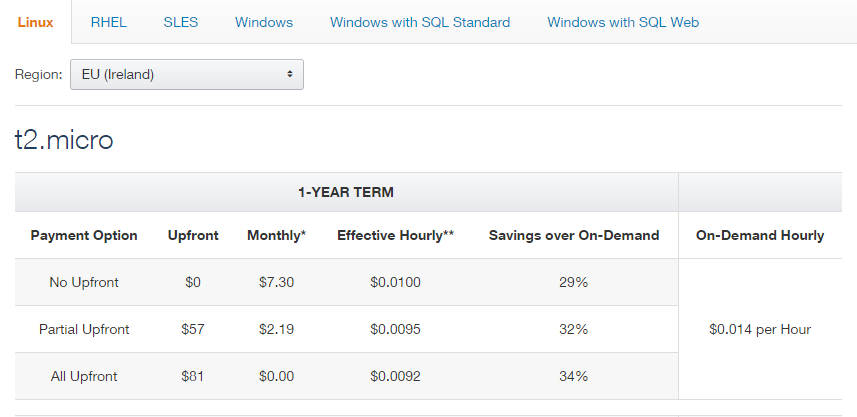 Linux RHEL SLES Windows Windows with SQL Standard Windows with SQL Web
Region: EU (Ireland)
t2.micro
1-YEAR TERM
Payment Option Upfront Monthly* Effective Hourly** Savings over On-Demand On-Demand Hourly
No Upfront $0 $7.30 $0.0100 29%
Partial Upfront $57 $2.19 $0.0095 32% $0.014 per Hour
All Upfront $81 $0.00 $0.0092 34%